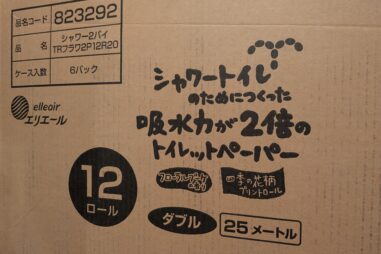 品名コード 823292
品名 シャワー2バイ
TRフラワ2P12R20
ケース入数 6パック
elleair
エリエール
シャワートイレ
のためにつくった
吸水力が2倍の
トイレットペーパー
12
ロール
フローラルブーケ
の香り
四季の花柄
プリントロール
ダブル
25メートル